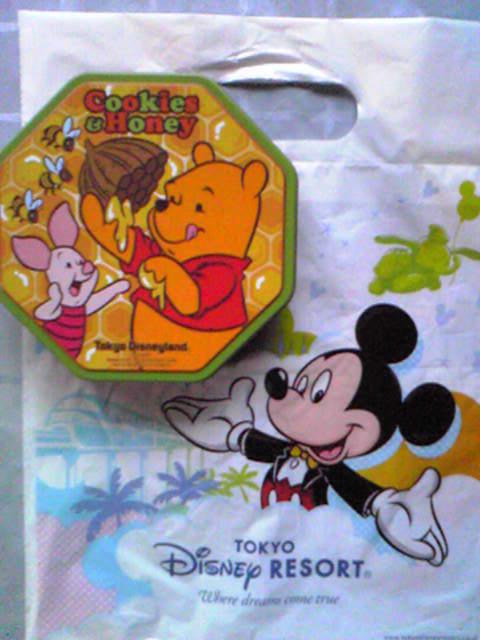 Cookies
& Honey
Tokyo Disneyland®
TOKYO
DISNEY RESORT®
Where dreams come true